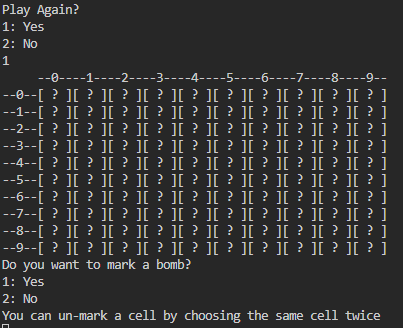 Play Again?
1: Yes
2: No
1
--0----1----2----3----4----5----6----7----8----9--
--0--[ ? ][ ? ][ ? ][ ? ][ ? ][ ? ][ ? ][ ? ][ ? ][ ? ]
--1--[ ? ][ ? ][ ? ][ ? ][ ? ][ ? ][ ? ][ ? ][ ? ][ ? ]
--2--[ ? ][ ? ][ ? ][ ? ][ ? ][ ? ][ ? ][ ? ][ ? ][ ? ]
--3--[ ? ][ ? ][ ? ][ ? ][ ? ][ ? ][ ? ][ ? ][ ? ][ ? ]
--4--[ ? ][ ? ][ ? ][ ? ][ ? ][ ? ][ ? ][ ? ][ ? ][ ? ]
--5--[ ? ][ ? ][ ? ][ ? ][ ? ][ ? ][ ? ][ ? ][ ? ][ ? ]
--6--[ ? ][ ? ][ ? ][ ? ][ ? ][ ? ][ ? ][ ? ][ ? ][ ? ]
--7--[ ? ][ ? ][ ? ][ ? ][ ? ][ ? ][ ? ][ ? ][ ? ][ ? ]
--8--[ ? ][ ? ][ ? ][ ? ][ ? ][ ? ][ ? ][ ? ][ ? ][ ? ]
--9--[ ? ][ ? ][ ? ][ ? ][ ? ][ ? ][ ? ][ ? ][ ? ][ ? ]
Do you want to mark a bomb?
1: Yes
2: No
You can un-mark a cell by choosing the same cell twice